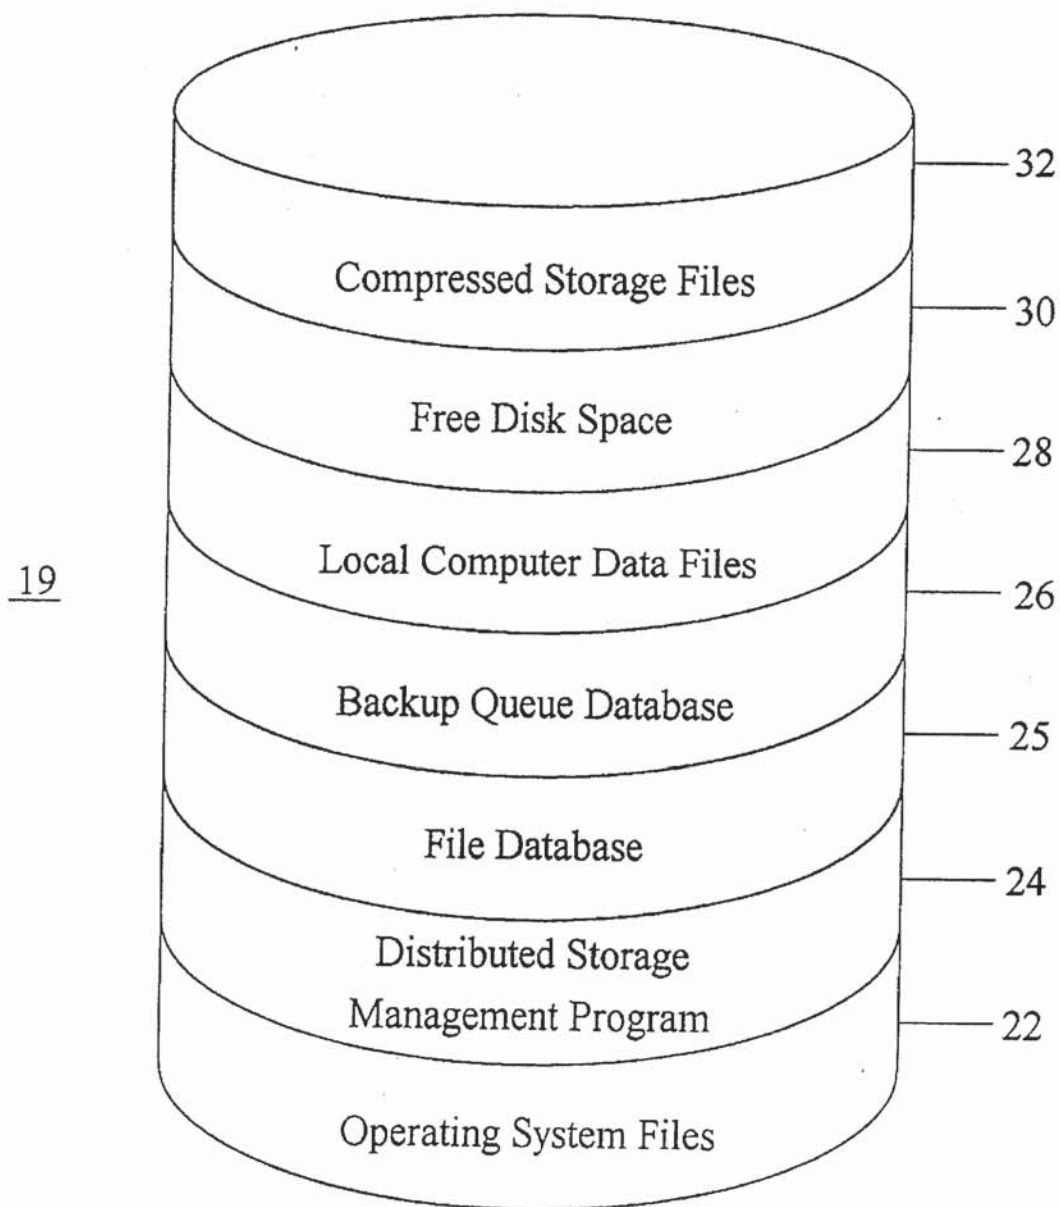 32
Compressed Storage Files
30
Free Disk Space
28
Local Computer Data Files
19
26
Backup Queue Database
25
File Database
24
Distributed Storage
Management Program
22
Operating System Files